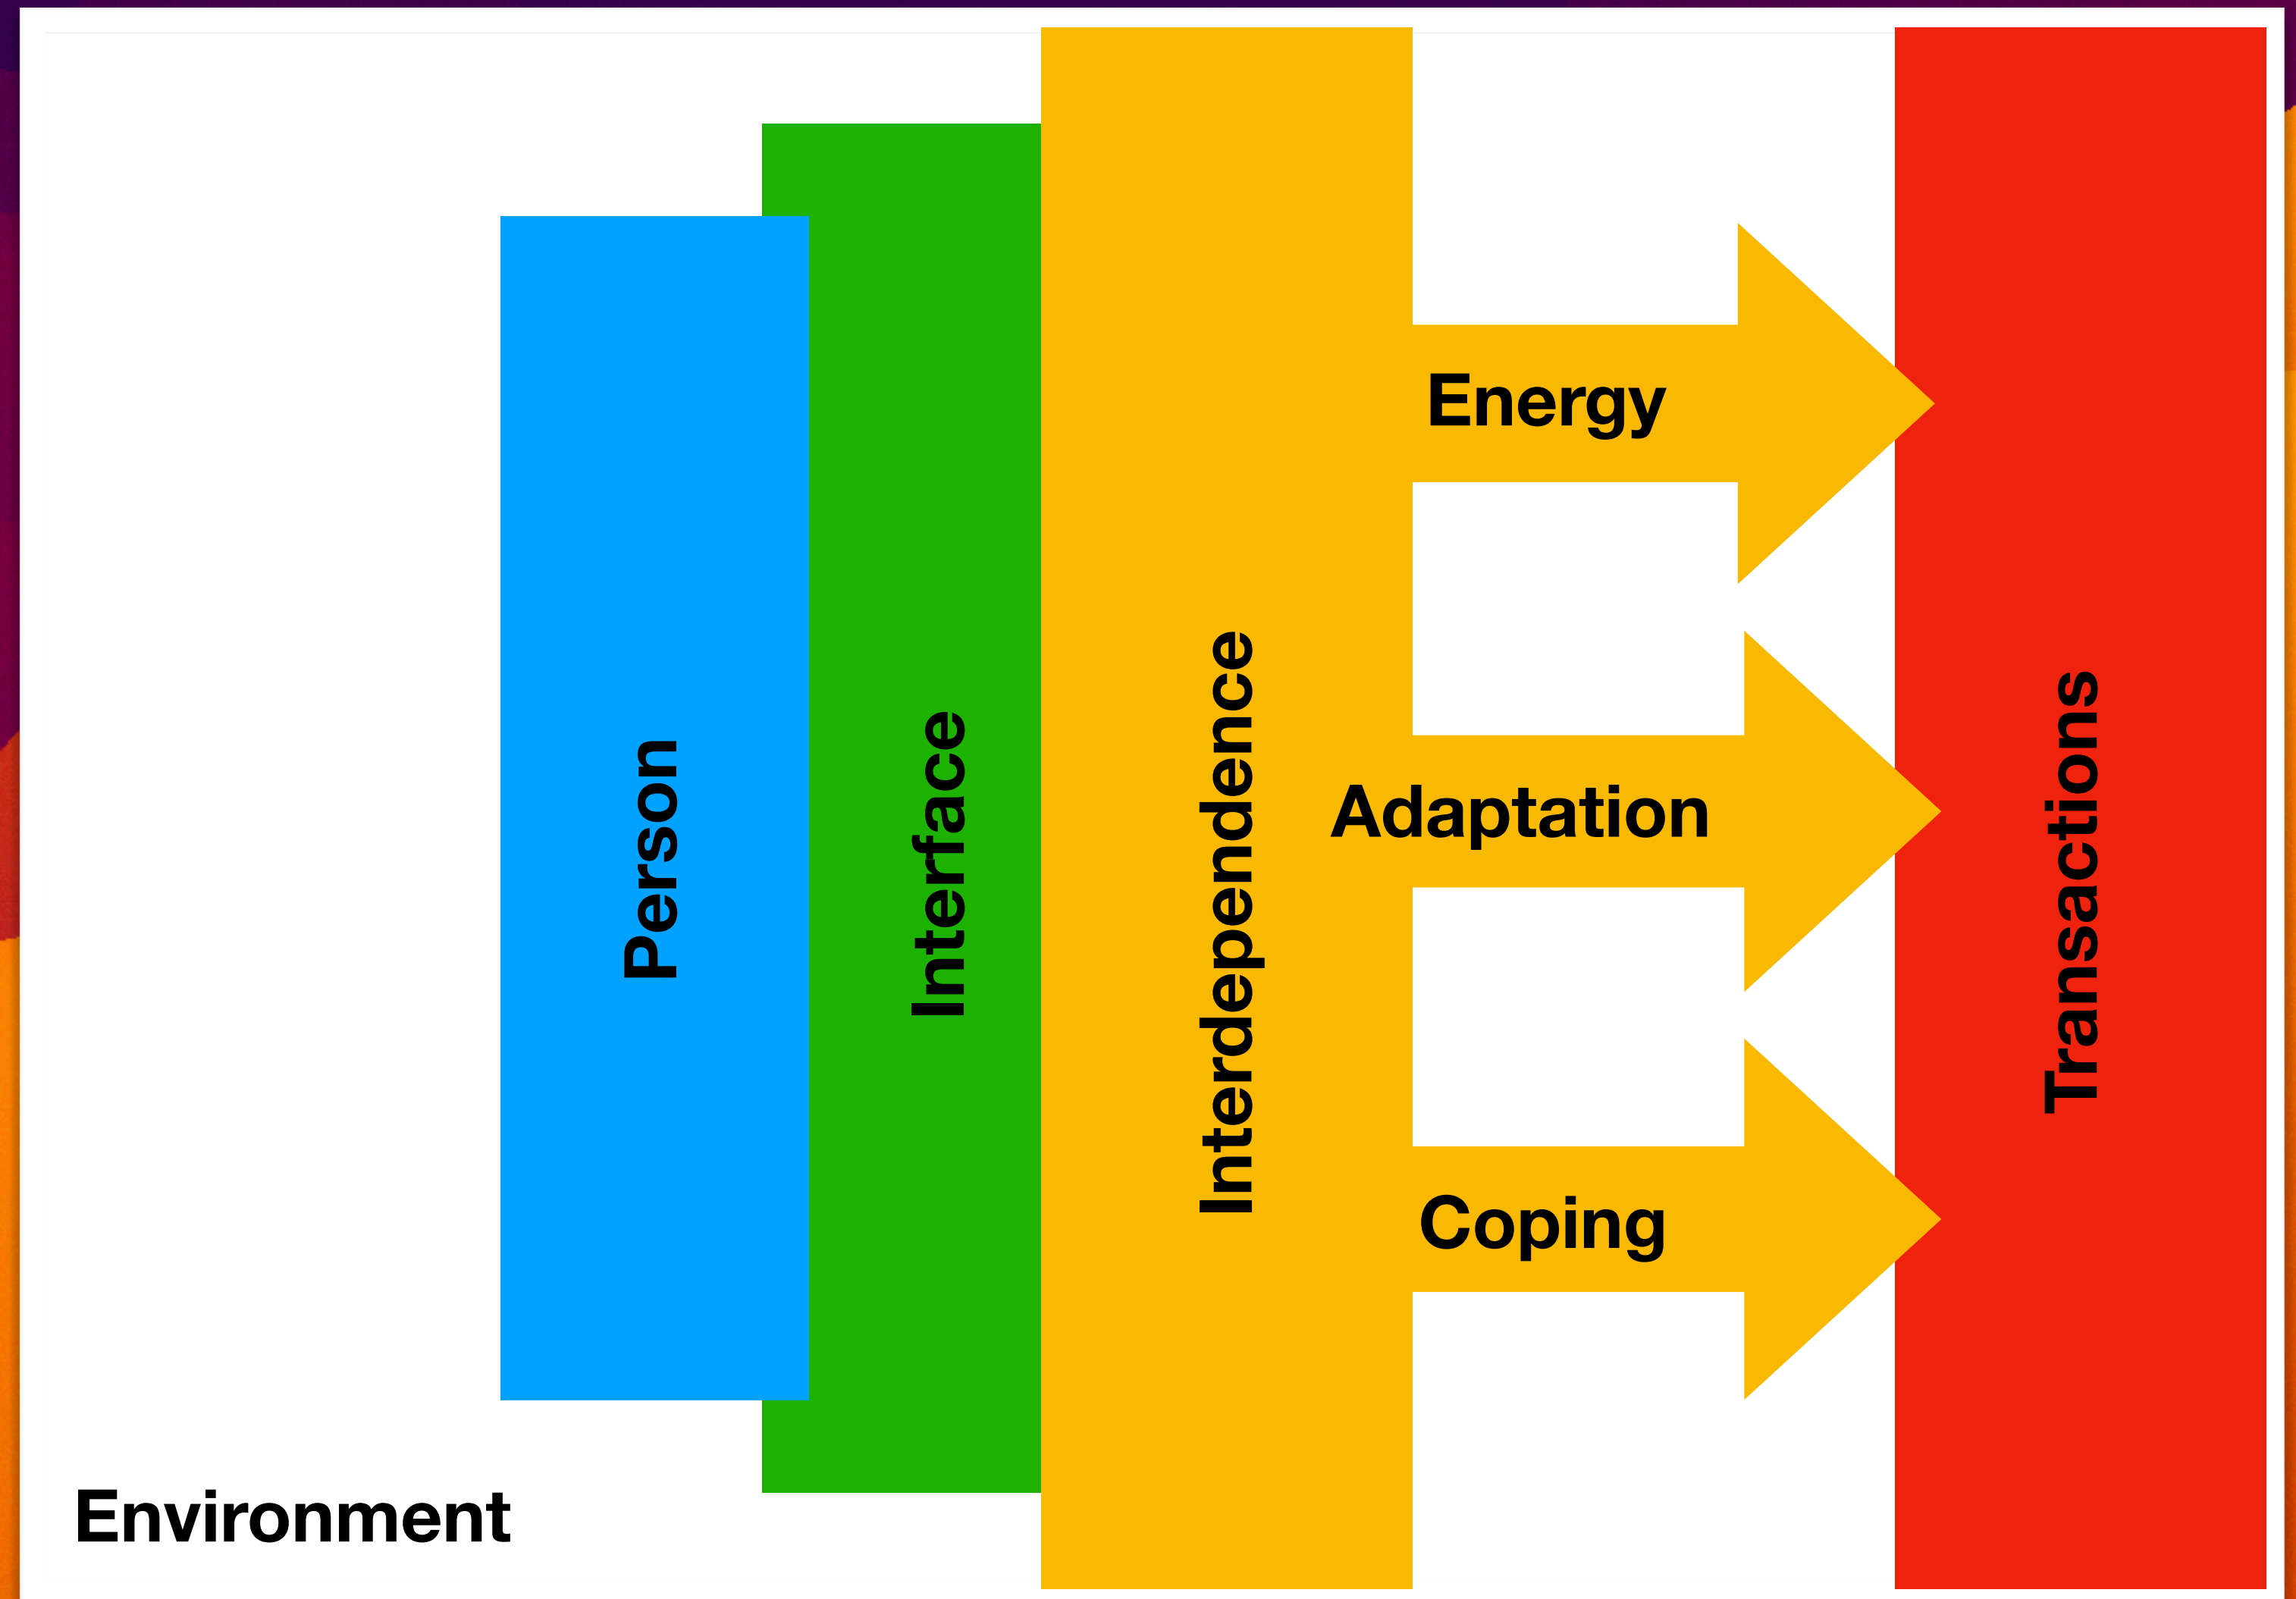 Person
Interface
Interdependence
Energy
Adaptation
Coping
Transactions
Environment